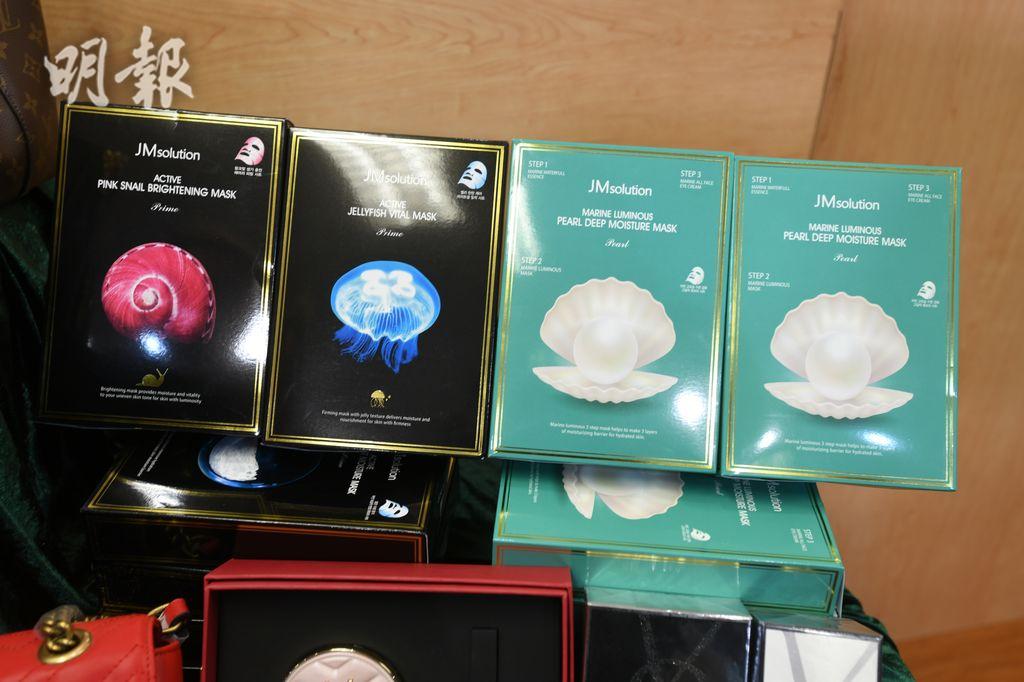 明報
JMsolution
ACTIVE
PINK SNAIL BRIGHTENING MASK
Prime
Brightening mask provides moisture and vitality
to your uneven skin tone for skin with luminosity
JMsolution
ACTIVE
JELLYFISH VITAL MASK
Prime
Firming mask with jelly texture delivers moisture and
nourishment for skin with firmness
STEP 1
MARINE WATERFULL
ESSENCE
STEP 3
MARINE ALL FACE
EYE CREAM
JMsolution
MARINE LUMINOUS
PEARL DEEP MOISTURE MASK
Pearl
STEP 2
MARINE LUMINOUS
MASK
Marine luminous 3 step mask helps to make 3 layers
of moisturizing barrier for hydrated skin.
STEP 1
MARINE WATERFULL
ESSENCE
STEP 3
MARINE ALL FACE
EYE CREAM
JMsolution
MARINE LUMINOUS
PEARL DEEP MOISTURE MASK
Pearl
STEP 2
MARINE LUMINOUS
MASK
Marine luminous 3 step mask helps to make 3 layers
of moisturizing barrier for hydrated skin.
MASK
JMsolution
MOISTURE MASK
STEP 3